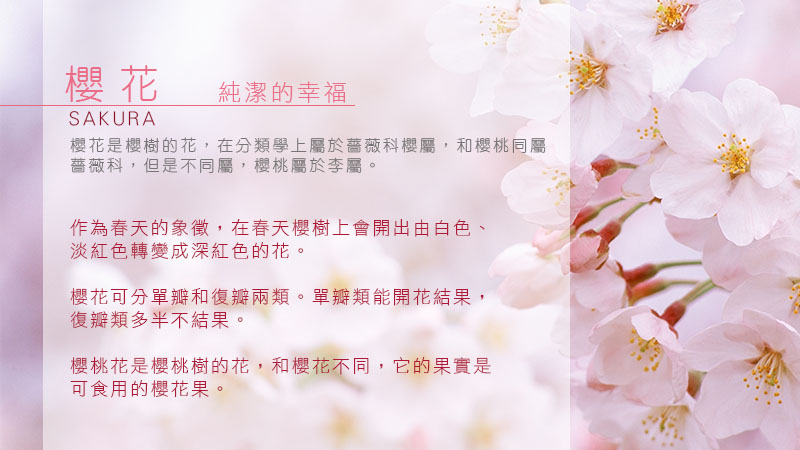 櫻花 純潔的幸福
SAKURA
櫻花是櫻樹的花，在分類學上屬於薔薇科櫻屬，和櫻桃同屬
薔薇科，但是不同屬，櫻桃屬於李屬。
作為春天的象徵，在春天櫻樹上會開出由白色、
淡紅色轉變成深紅色的花。
櫻花可分單瓣和復瓣兩類。單瓣類能開花結果，
復瓣類多半不結果。
櫻桃花是櫻桃樹的花，和櫻花不同，它的果實是
可食用的櫻花果。